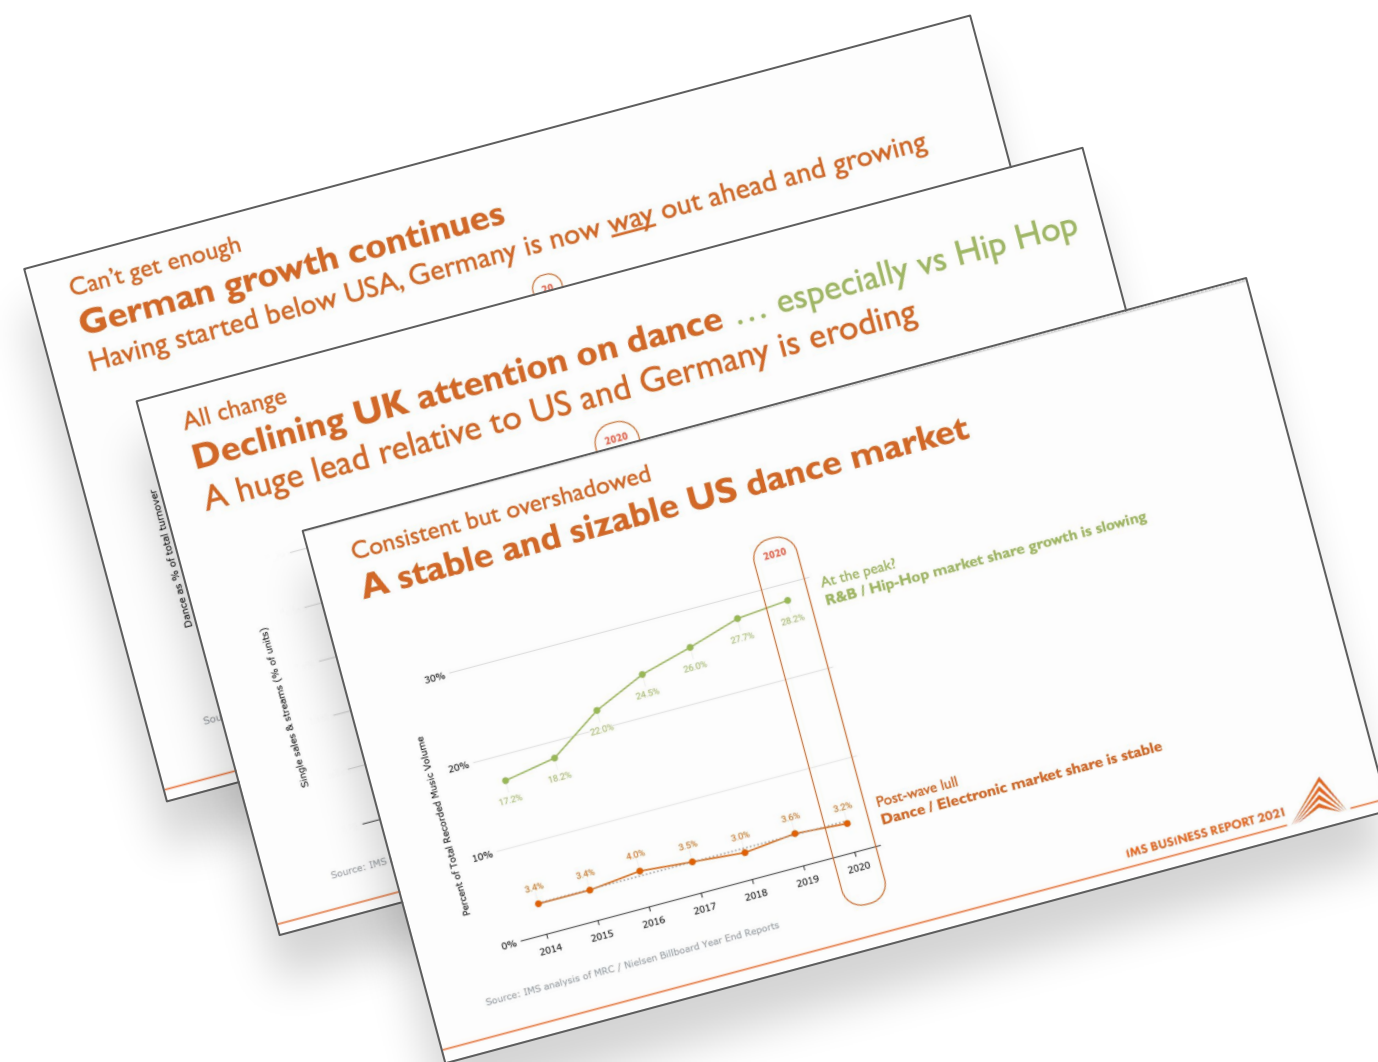 Can't get enough
German growth continues
Having started below USA, Germany is now way out ahead and growing
20
Dance as % of total turnover
Sou
All change
Declining UK attention on dance … especially vs Hip Hop
A huge lead relative to US and Germany is eroding
2020
Single sales & streams (% of units)
Source: IMS
Consistent but overshadowed
A stable and sizable US dance market
2020
At the peak?
R&B / Hip-Hop market share growth is slowing
Percent of Total Recorded Music Volume
30%
20%
10%
0%
17.2%
18.2%
22.0%
24.5%
26.0%
27.7%
28.2%
3.4%
3.4%
4.0%
3.5%
3.0%
3.6%
3.2%
Post-wave lull
Dance / Electronic market share is stable
2014
2015
2016
2017
2018
2019
2020
Source: IMS analysis of MRC / Nielsen Billboard Year End Reports
IMS BUSINESS REPORT 2021